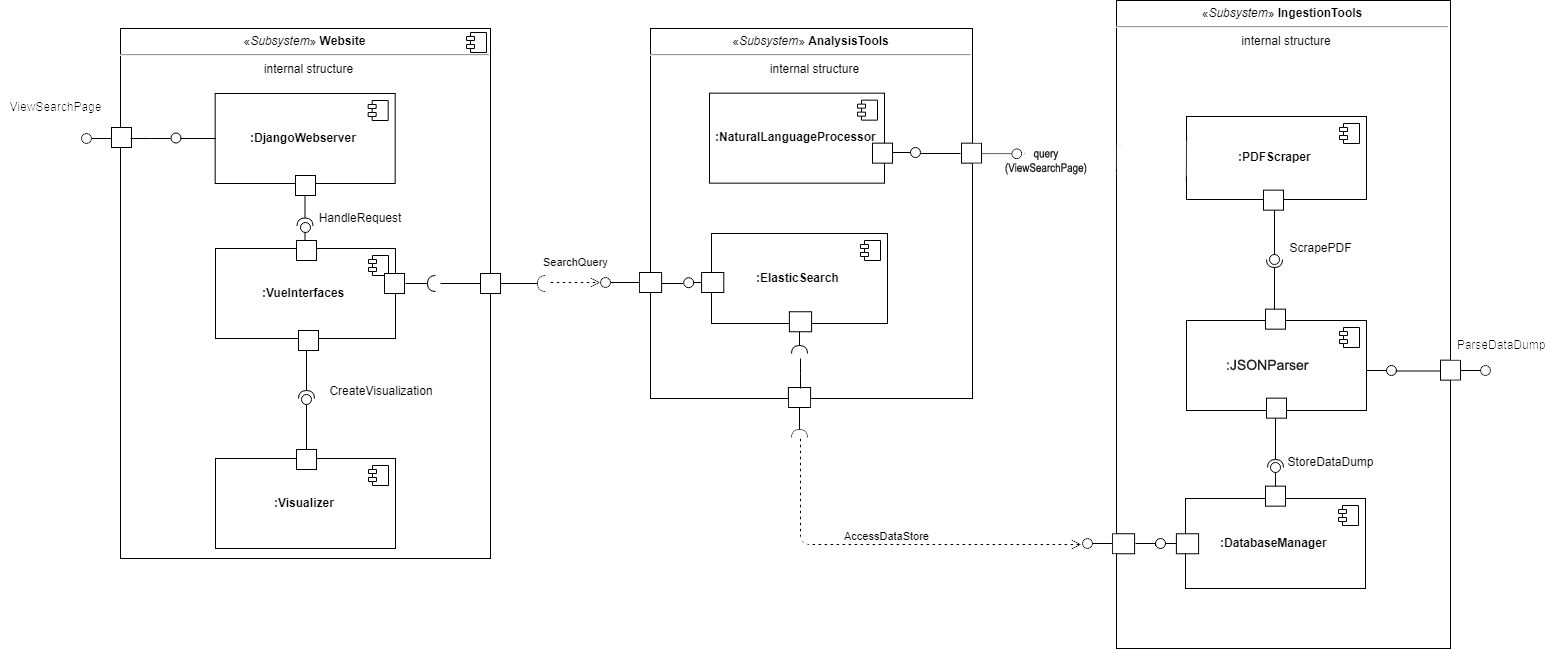 «Subsystem» Website
internal structure
ViewSearchPage
:DjangoWebserver
HandleRequest
:VueInterfaces
CreateVisualization
:Visualizer
SearchQuery
«Subsystem» AnalysisTools
internal structure
:NaturalLanguageProcessor
query
(ViewSearchPage)
:ElasticSearch
AccessDataStore
«Subsystem» IngestionTools
internal structure
:PDFScraper
ScrapePDF
:JSONParser
ParseDataDump
StoreDataDump
:DatabaseManager